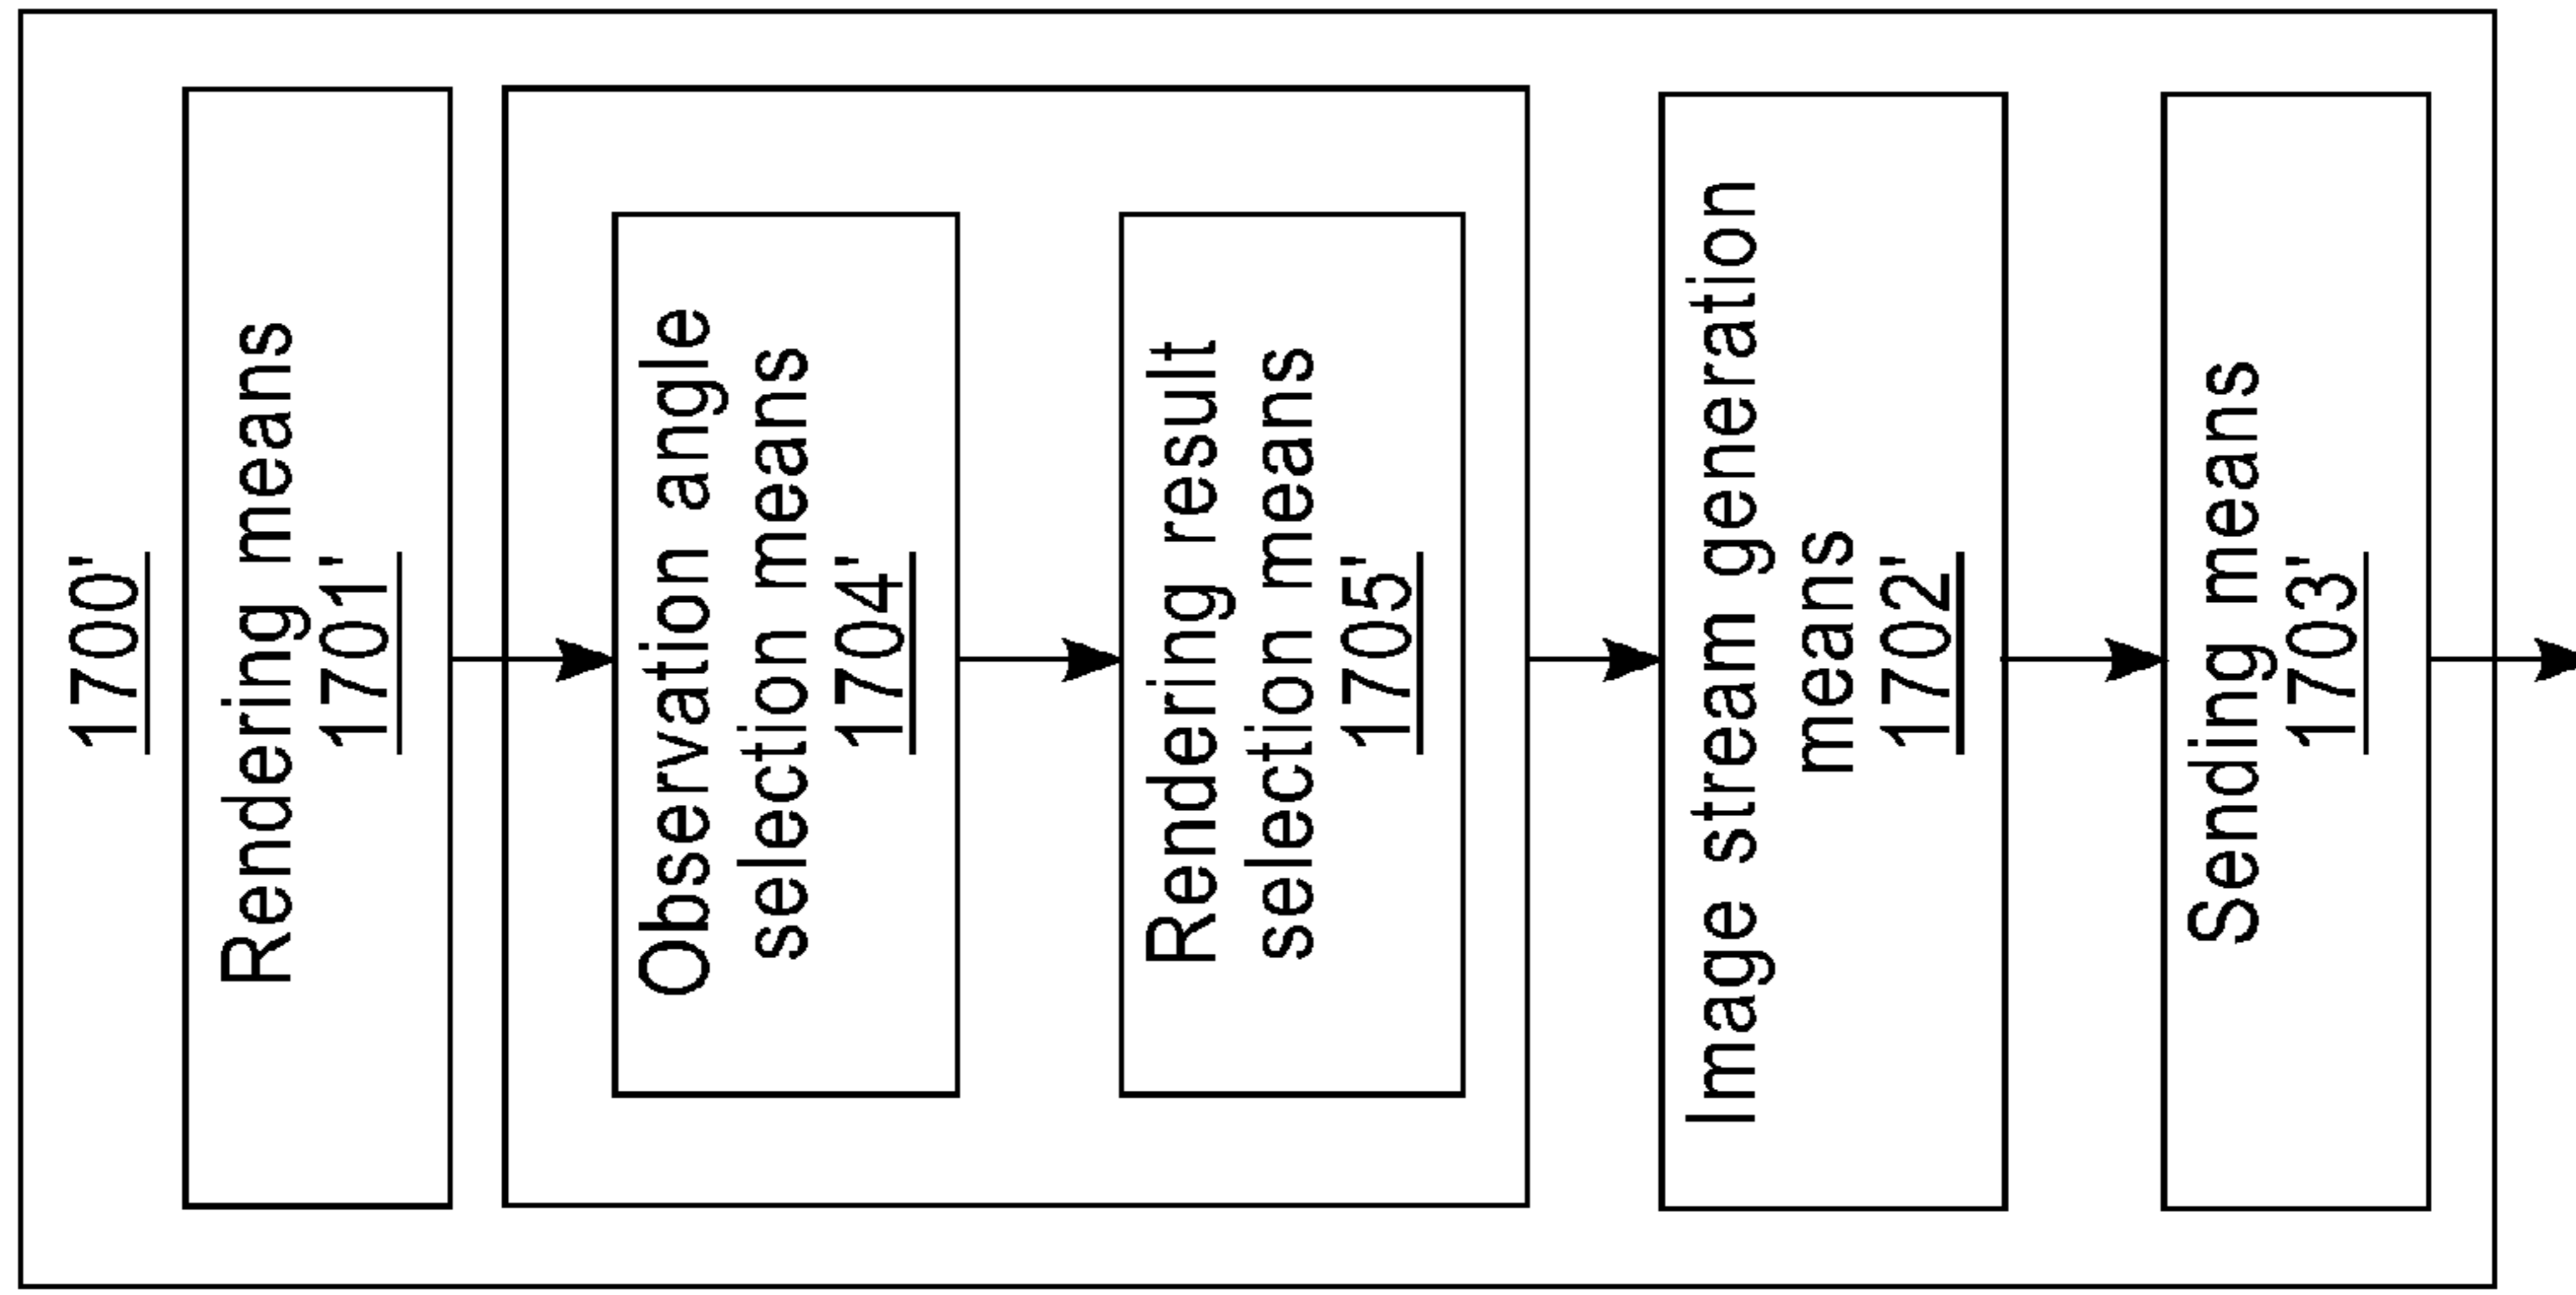 1700'
Rendering means
1701'
Observation angle
selection means
1704'
Rendering result
selection means
1705'
Image stream generation
means
1702'
Sending means
1703'